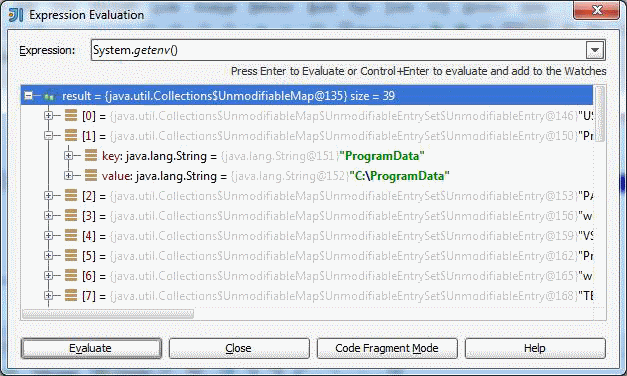 Expression Evaluation
Expression: System.getenv()
Press Enter to Evaluate or Control+Enter to evaluate and add to the Watches
result = {java.util.Collections$UnmodifiableMap@135} size = 39
[0] = {java.util.Collections$UnmodifiableMap$UnmodifiableEntrySet$UnmodifiableEntry@146}"US
[1] = {java.util.Collections$UnmodifiableMap$UnmodifiableEntrySet$UnmodifiableEntry@150}"Pr
key: java.lang.String = {java.lang.String@151}"ProgramData"
value: java.lang.String = {java.lang.String@152}"C:\ProgramData"
[2] = {java.util.Collections$UnmodifiableMap$UnmodifiableEntrySet$UnmodifiableEntry@153}"PA
[3] = {java.util.Collections$UnmodifiableMap$UnmodifiableEntrySet$UnmodifiableEntry@156}"w
[4] = {java.util.Collections$UnmodifiableMap$UnmodifiableEntrySet$UnmodifiableEntry@159}"VS
[5] = {java.util.Collections$UnmodifiableMap$UnmodifiableEntrySet$UnmodifiableEntry@162}"Pr
[6] = {java.util.Collections$UnmodifiableMap$UnmodifiableEntrySet$UnmodifiableEntry@165}"w
[7] = {java.util.Collections$UnmodifiableMap$UnmodifiableEntrySet$UnmodifiableEntry@168}"TE
Evaluate Close Code Fragment Mode Help